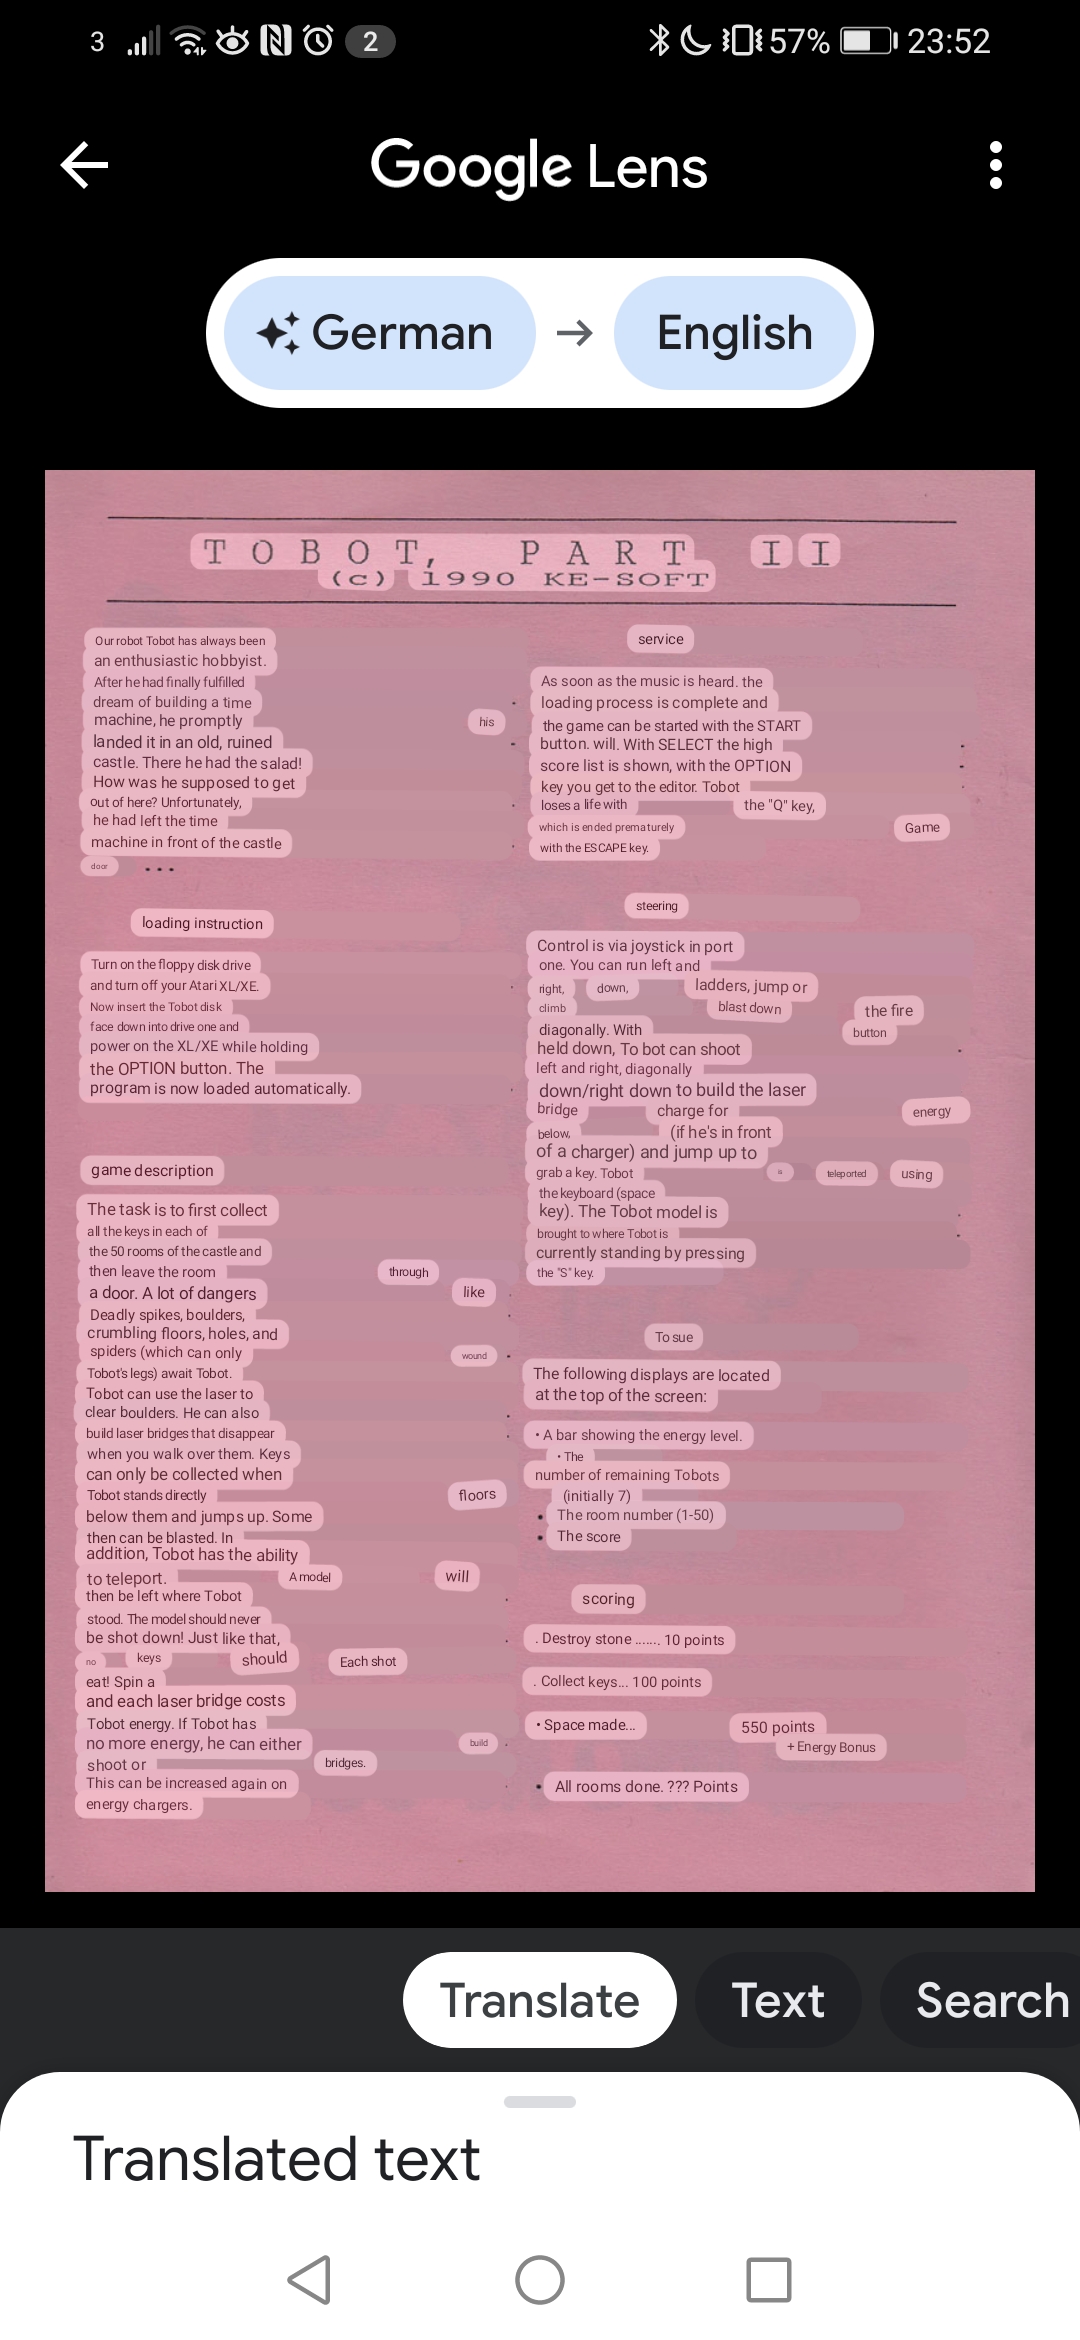 3 2 57% 23:52
Google Lens
German → English
TOBOT, PART II
(c) 1990 KE-SOFT
Our robot Tobot has always been
an enthusiastic hobbyist.
After he had finally fulfilled
dream of building a time
machine, he promptly his
landed it in an old, ruined
castle. There he had the salad!
How was he supposed to get
out of here? Unfortunately,
he had left the time
machine in front of the castle
door ...
loading instruction
Turn on the floppy disk drive
and turn off your Atari XL/XE.
Now insert the Tobot disk
face down into drive one and
power on the XL/XE while holding
the OPTION button. The
program is now loaded automatically.
game description
The task is to first collect
all the keys in each of
the 50 rooms of the castle and
then leave the room through
a door. A lot of dangers like
Deadly spikes, boulders,
crumbling floors, holes, and
spiders (which can only wound
Tobot's legs) await Tobot.
Tobot can use the laser to
clear boulders. He can also
build laser bridges that disappear
when you walk over them. Keys
can only be collected when
Tobot stands directly floors
below them and jumps up. Some
then can be blasted. In
addition, Tobot has the ability
to teleport. A model will
then be left where Tobot
stood. The model should never
be shot down! Just like that,
no keys should Each shot
eat! Spin a
and each laser bridge costs
Tobot energy. If Tobot has
no more energy, he can either build
shoot or bridges.
This can be increased again on
energy chargers.
service
As soon as the music is heard. the
loading process is complete and
the game can be started with the START
button. will. With SELECT the high
score list is shown, with the OPTION
key you get to the editor. Tobot
loses a life with the "Q" key,
which is ended prematurely Game
with the ESCAPE key.
steering
Control is via joystick in port
one. You can run left and
right, down, ladders, jump or
climb blast down the fire
diagonally. With button
held down, To bot can shoot
left and right, diagonally
down/right down to build the laser
bridge charge for energy
below, (if he's in front
of a charger) and jump up to
grab a key. Tobot is teleported using
the keyboard (space
key). The Tobot model is
brought to where Tobot is
currently standing by pressing
the "S" key.
To sue
The following displays are located
at the top of the screen:
• A bar showing the energy level.
• The
number of remaining Tobots
(initially 7)
• The room number (1-50)
• The score
scoring
. Destroy stone ....... 10 points
. Collect keys... 100 points
• Space made... 550 points
+ Energy Bonus
• All rooms done. ??? Points
Translate Text Search
Translated text